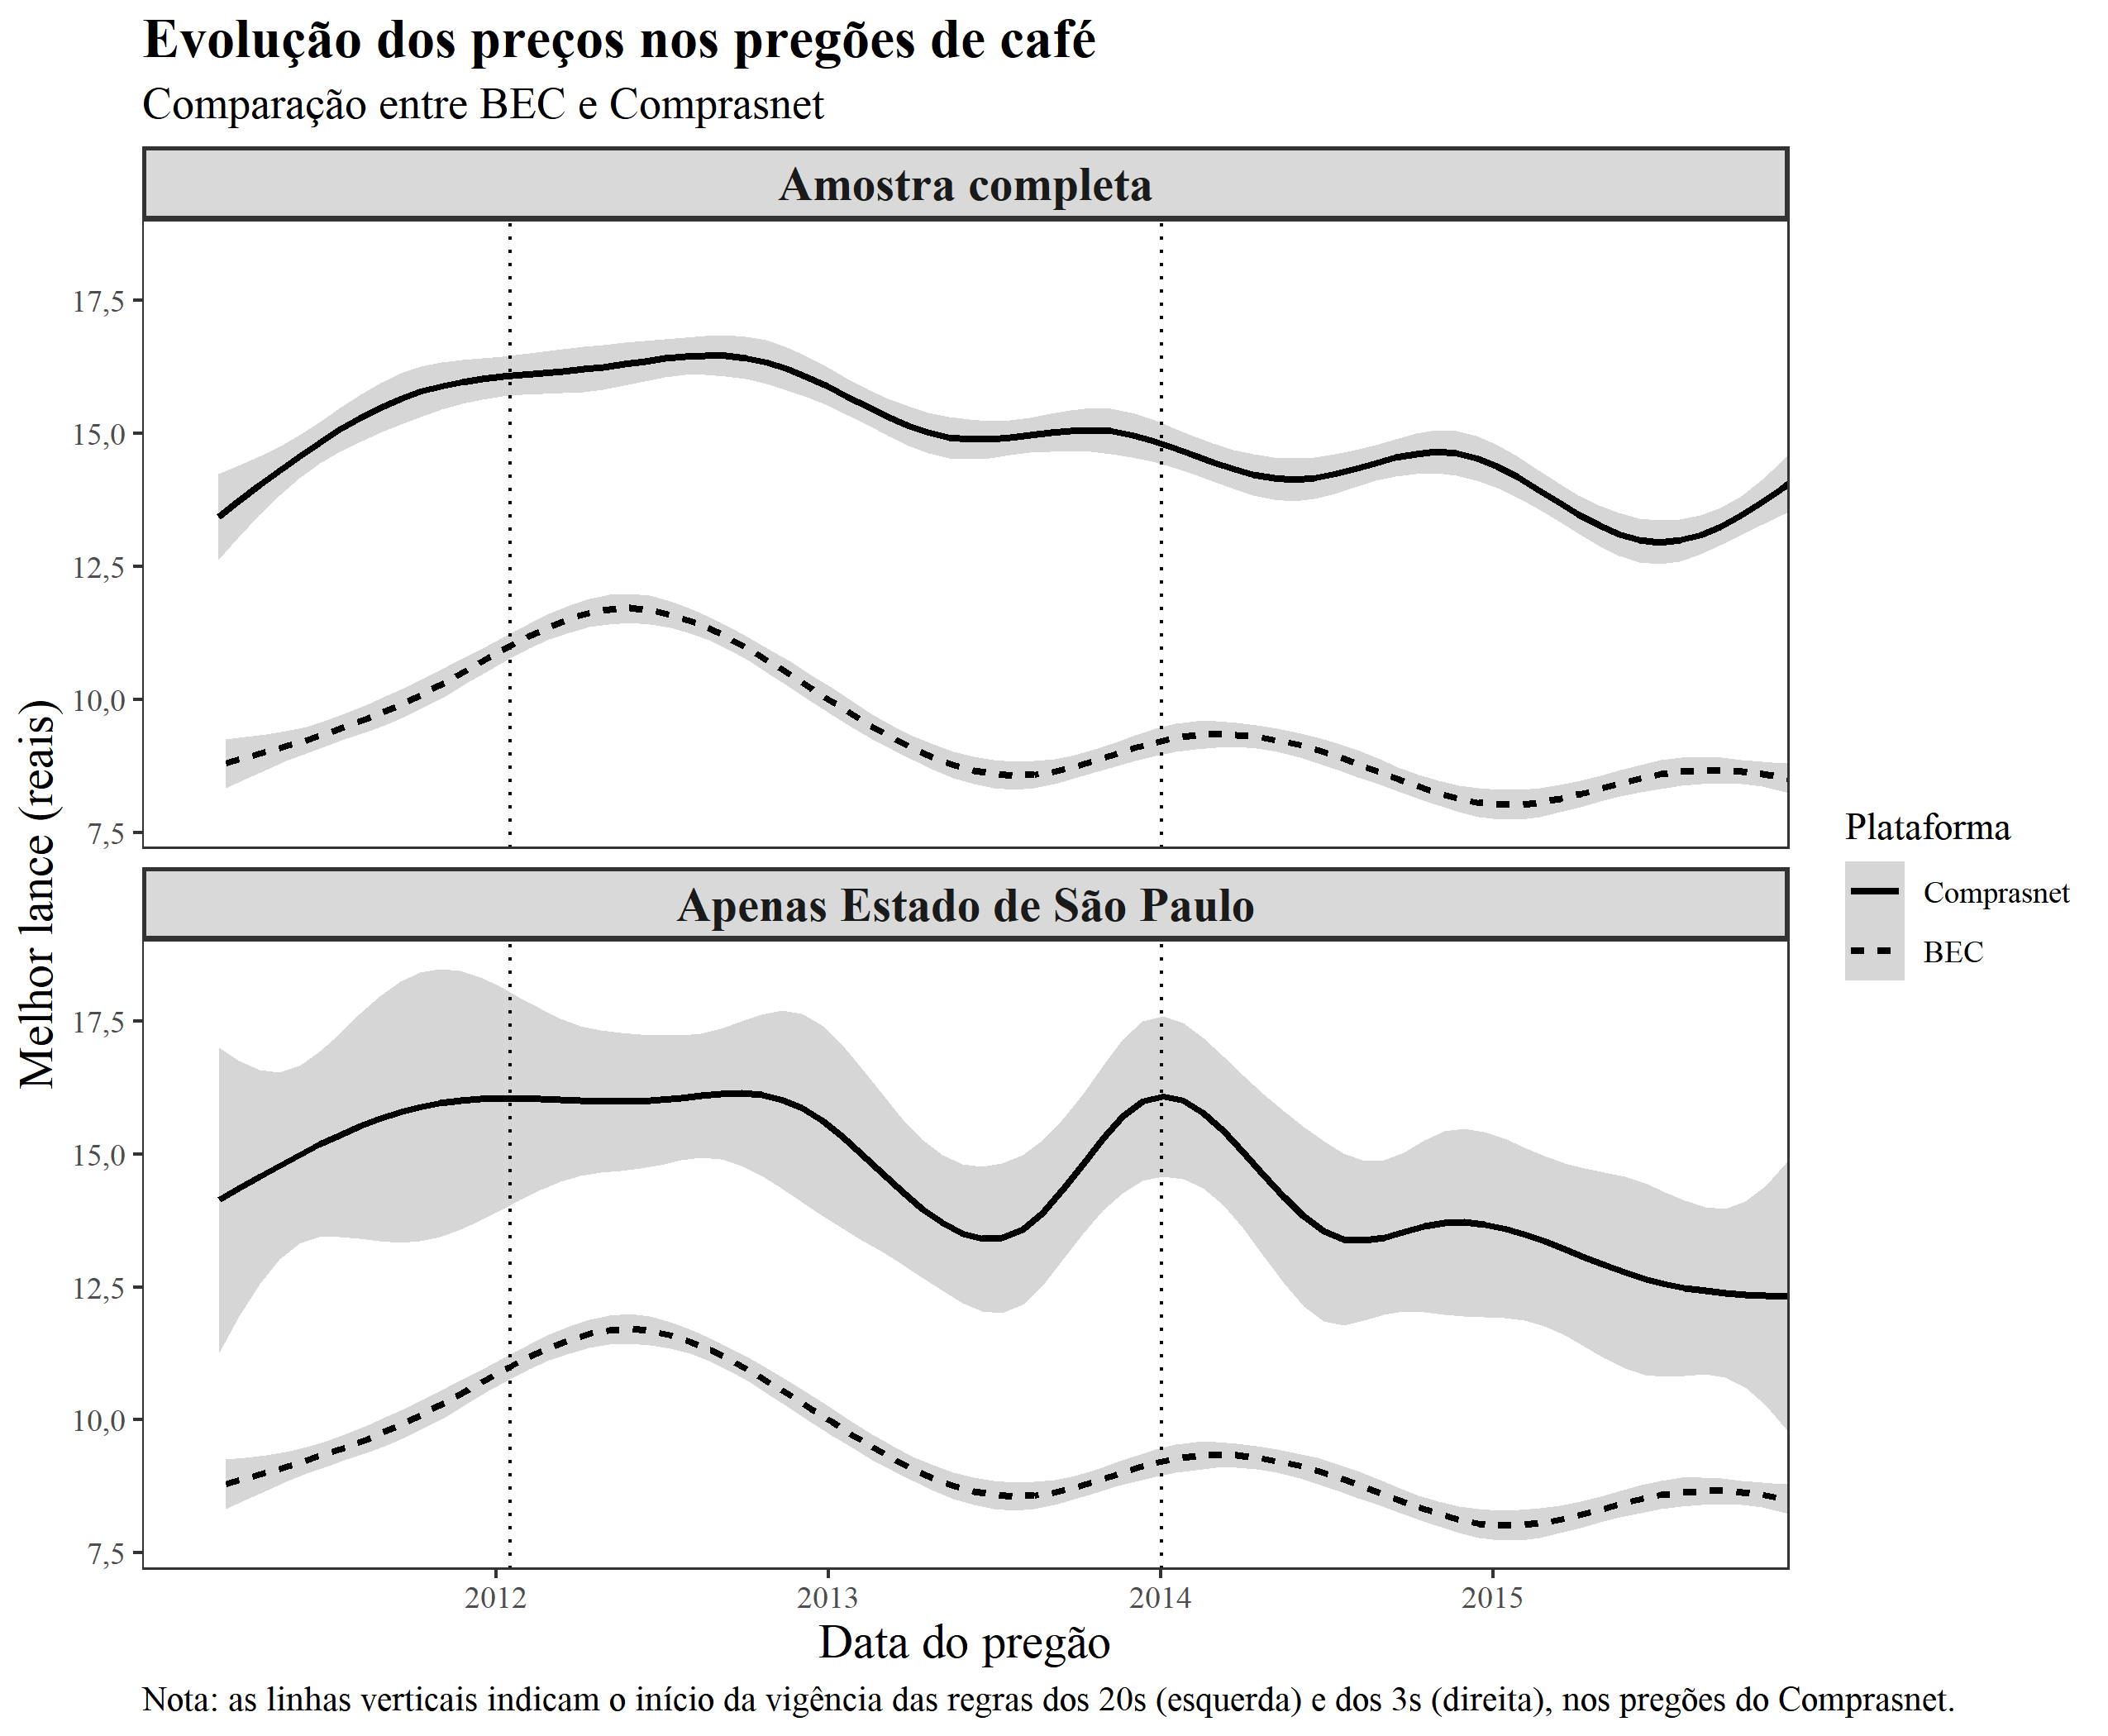 Evolução dos preços nos pregões de café
Comparação entre BEC e Comprasnet
Amostra completa
17,5
15,0
12,5
10,0
7,5
Apenas Estado de São Paulo
17,5
15,0
12,5
10,0
7,5
Melhor lance (reais)
2012
2013
2014
2015
Data do pregão
Plataforma
Comprasnet
BEC
Nota: as linhas verticais indicam o início da vigência das regras dos 20s (esquerda) e dos 3s (direita), nos pregões do Comprasnet.